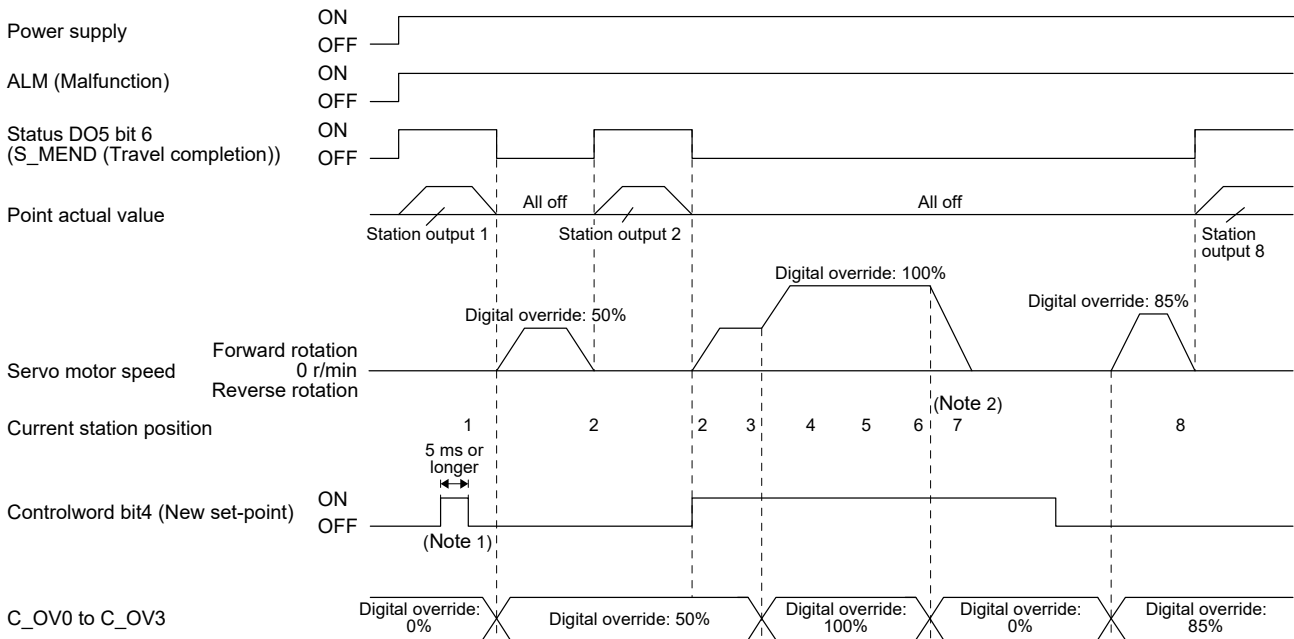 Power supply
ON
OFF
ALM (Malfunction)
ON
OFF
Status DO5 bit 6
(S_MEND (Travel completion))
ON
OFF
Point actual value
All off
All off
Station output 1
Station output 2
Station
output 8
Digital override: 100%
Digital override: 85%
Digital override: 50%
Servo motor speed
Forward rotation
0 r/min
Reverse rotation
(Note 2)
Current station position
1 2 2 3 4 5 6 7 8
5 ms or
longer
Controlword bit4 (New set-point)
ON
OFF
(Note 1)
C_OV0 to C_OV3
Digital override:
0%
Digital override: 50%
Digital override:
100%
Digital override:
0%
Digital override:
85%